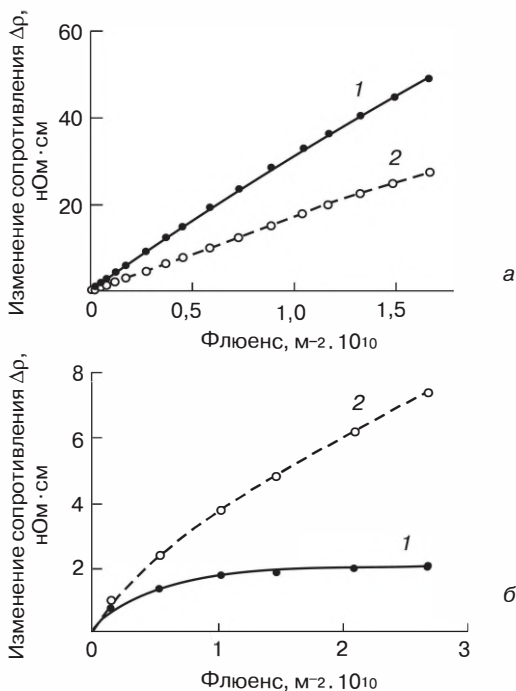 Изменение сопротивления Δρ,
нОм·см
60
40
20
0
0,5
1,0
1,5
1
2
Флюенс, м⁻². 10¹⁰
а
Изменение сопротивления Δρ,
нОм·см
8
6
4
2
0
1
2
3
2
1
Флюенс, м⁻². 10¹⁰
б